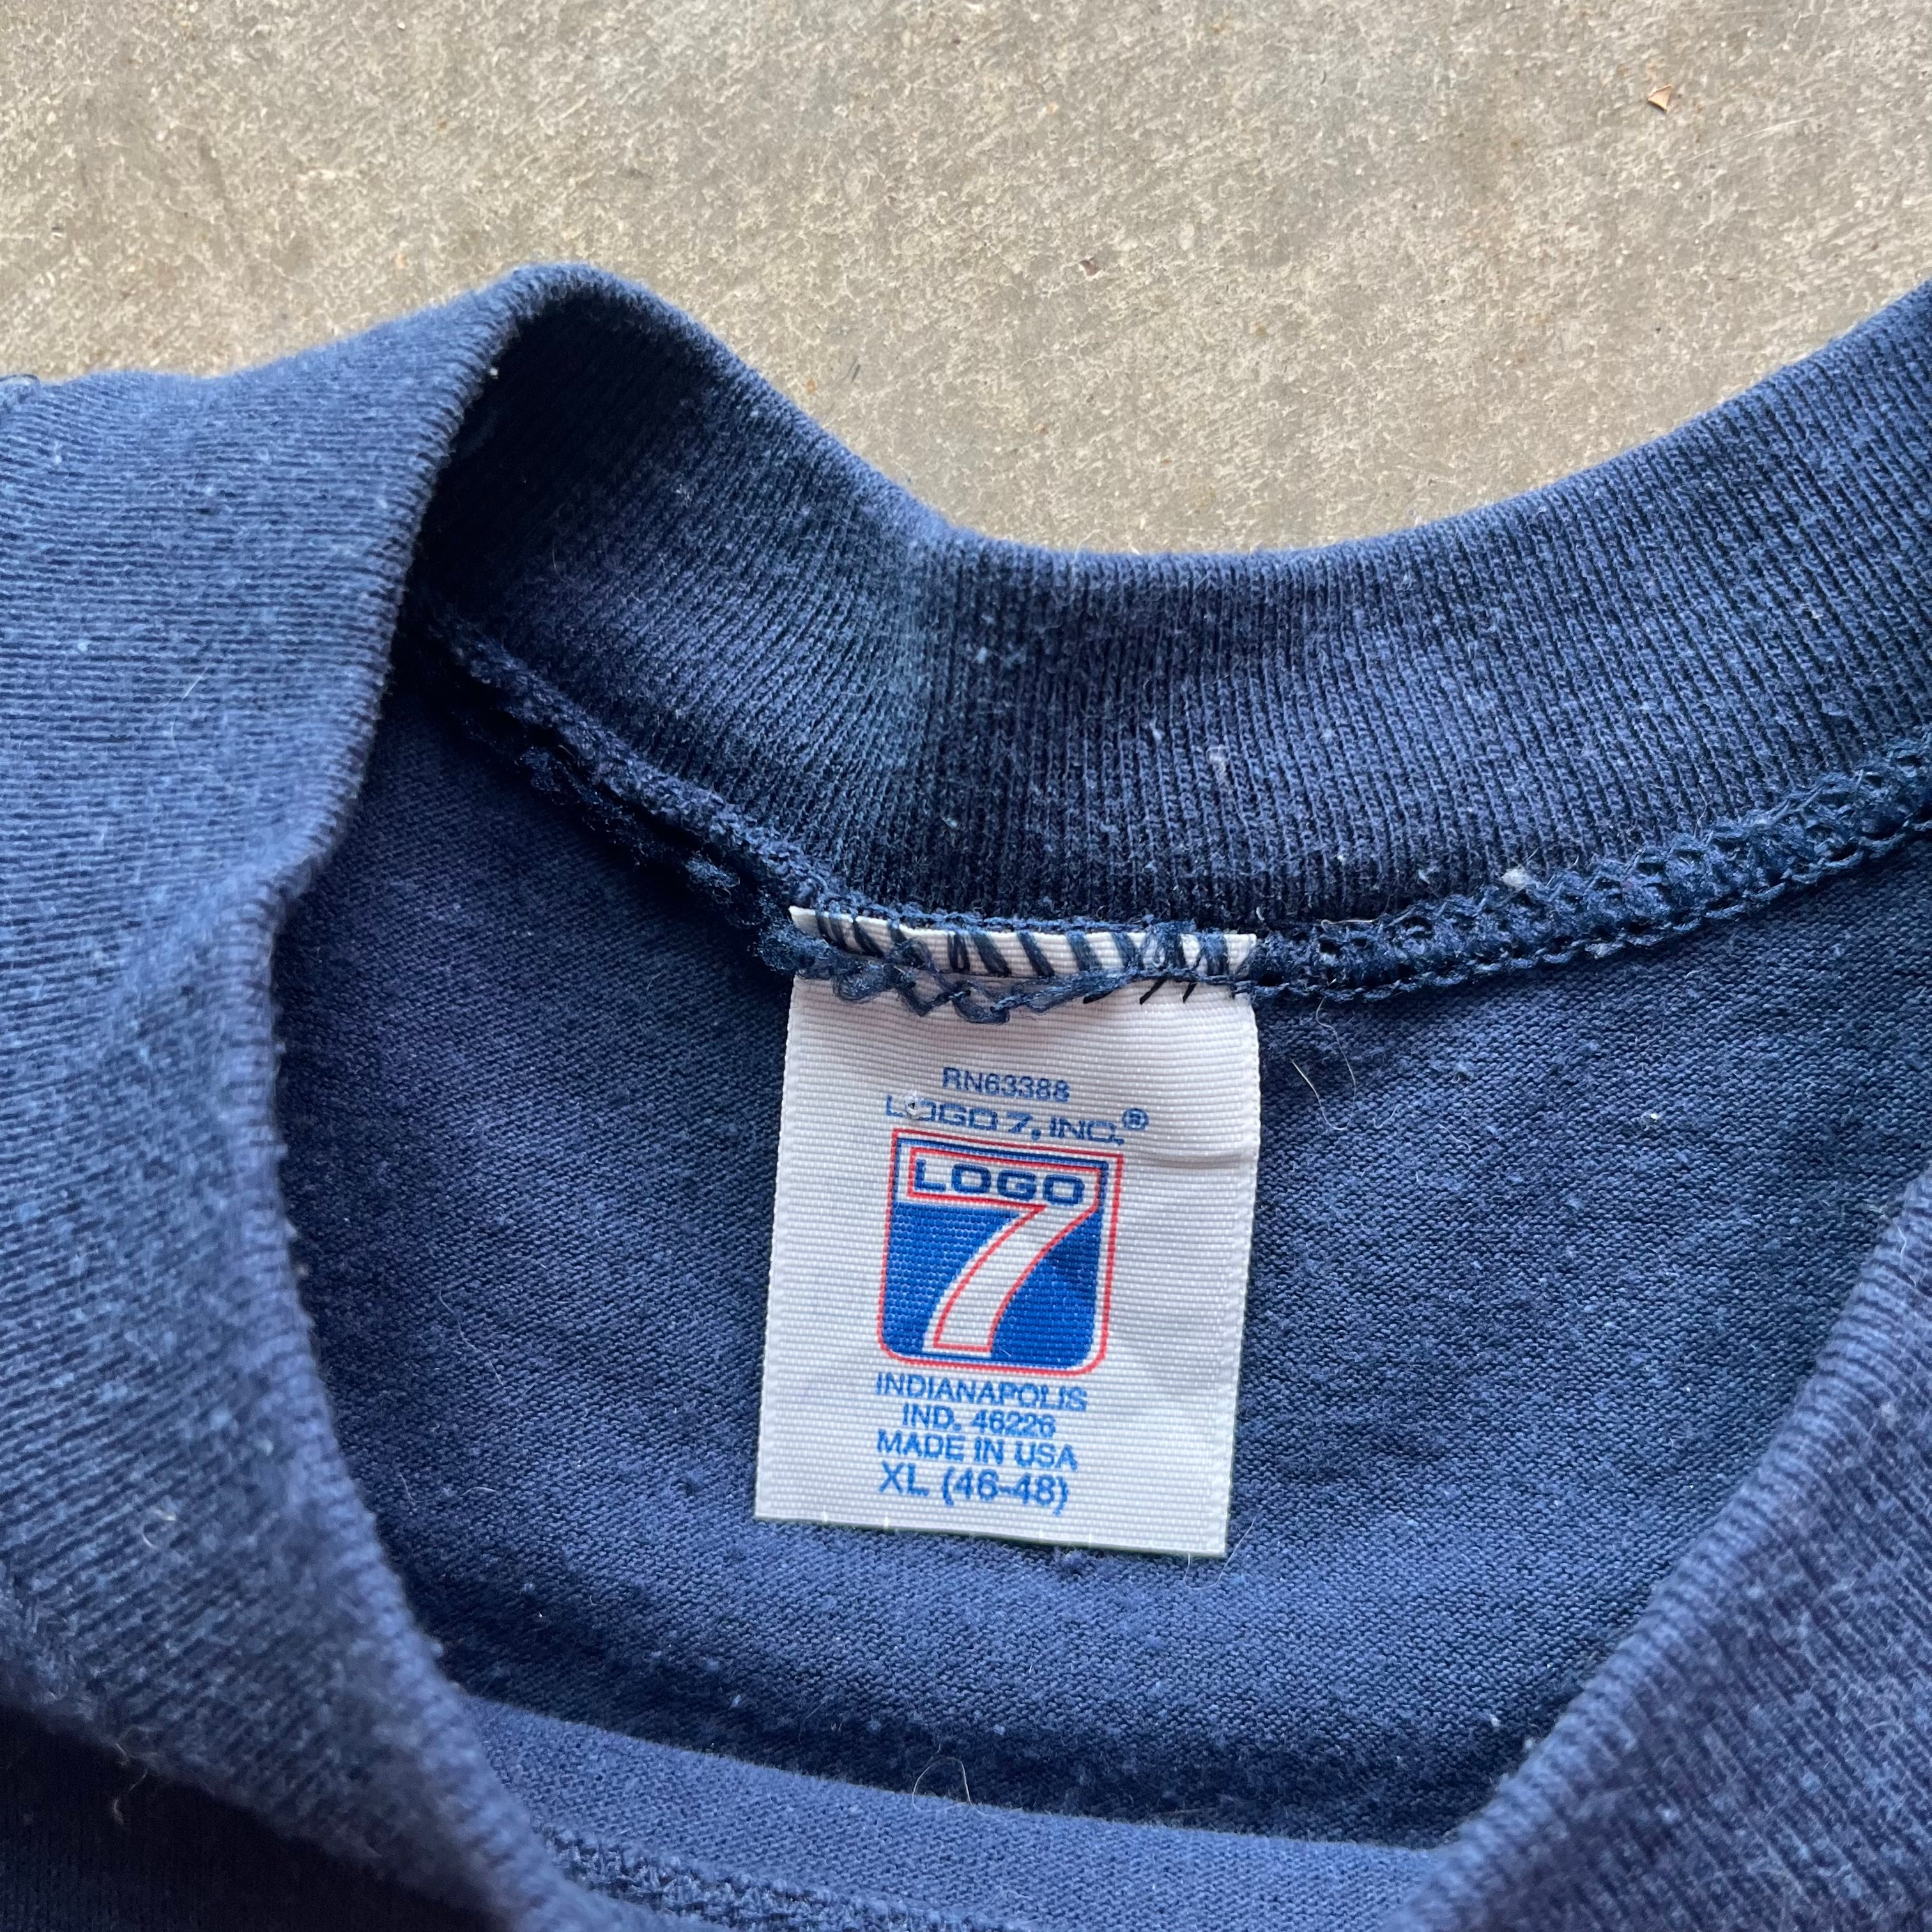 RN63388
LOGO 7, INC.®
LOGO
7
INDIANAPOLIS
IND. 46226
MADE IN USA
XL (46-48)